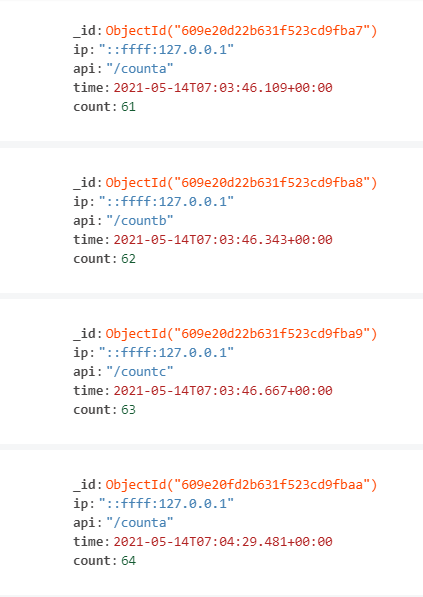 _id: ObjectId("609e20d22b631f523cd9fba7")
ip: "::ffff:127.0.0.1"
api: "/counta"
time: 2021-05-14T07:03:46.109+00:00
count: 61
_id: ObjectId("609e20d22b631f523cd9fba8")
ip: "::ffff:127.0.0.1"
api: "/countb"
time: 2021-05-14T07:03:46.343+00:00
count: 62
_id: ObjectId("609e20d22b631f523cd9fba9")
ip: "::ffff:127.0.0.1"
api: "/countc"
time: 2021-05-14T07:03:46.667+00:00
count: 63
_id: ObjectId("609e20fd2b631f523cd9fbaa")
ip: "::ffff:127.0.0.1"
api: "/counta"
time: 2021-05-14T07:04:29.481+00:00
count: 64